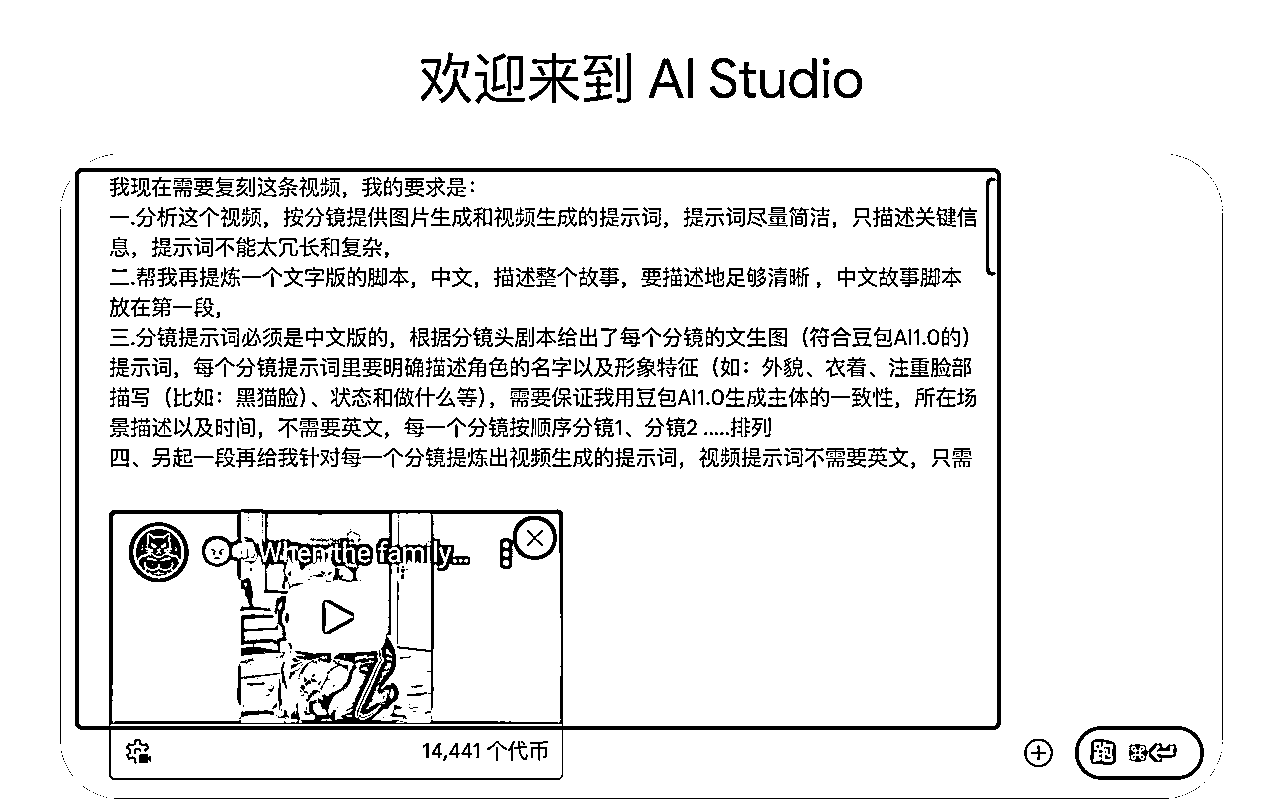 欢迎来到 AI Studio
我现在需要复刻这条视频，我的要求是：
一.分析这个视频，按分镜提供图片生成和视频生成的提示词，提示词尽量简洁，只描述关键信
息，提示词不能太冗长和复杂，
二.帮我再提炼一个文字版的脚本，中文，描述整个故事，要描述地足够清晰，中文故事脚本
放在第一段，
三.分镜提示词必须是中文版的，根据分镜头剧本给出了每个分镜的文生图（符合豆包AI1.0的）
提示词，每个分镜提示词里要明确描述角色的名字以及形象特征（如：外貌、衣着、注重脸部
描写（比如：黑猫脸）、状态和做什么等），需要保证我用豆包AI1.0生成主体的一致性，所在场
景描述以及时间，不需要英文，每一个分镜按顺序分镜1、分镜2 .....排列
四、另起一段再给我针对每一个分镜提炼出视频生成的提示词，视频提示词不需要英文，只需
When the family...
14,441 个代币
跑 ⌘